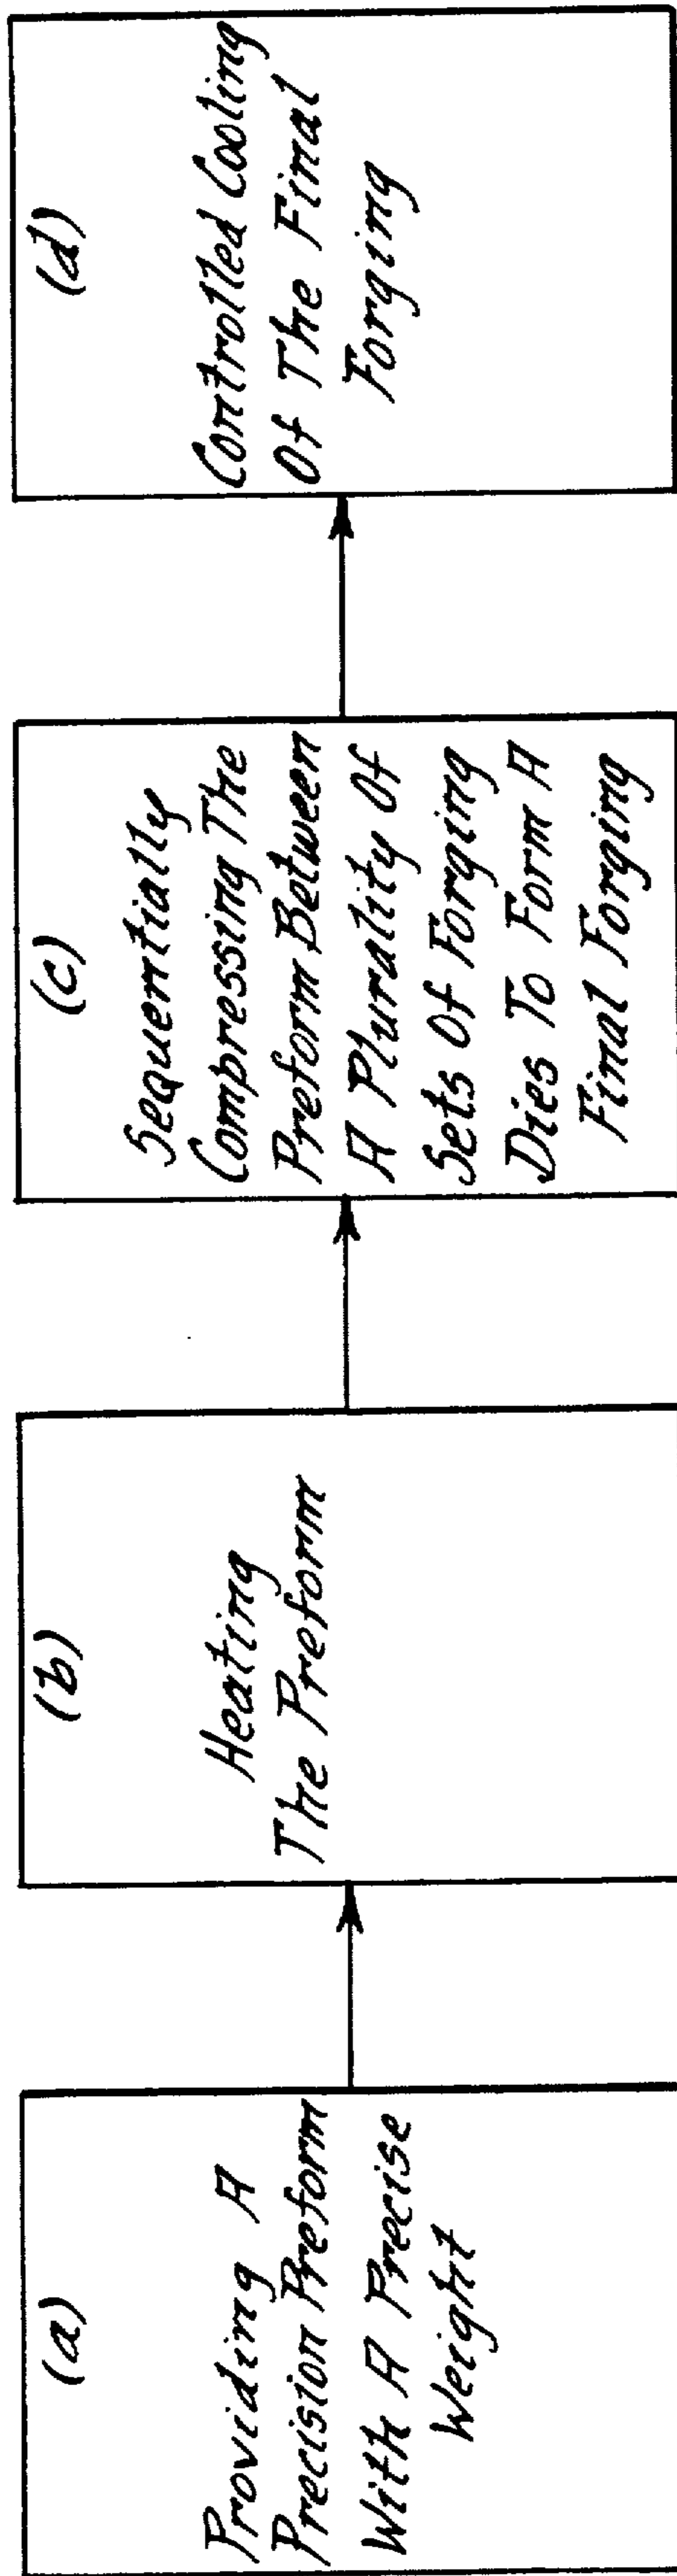 (a)
Providing A
Precision Preform
With A Precise
Weight
(b)
Heating
The Preform
(c)
Sequentially
Compressing The
Preform Between
A Plurality Of
Sets Of Forging
Dies To Form A
Final Forging
(d)
Controlled Cooling
Of The Final
Forging